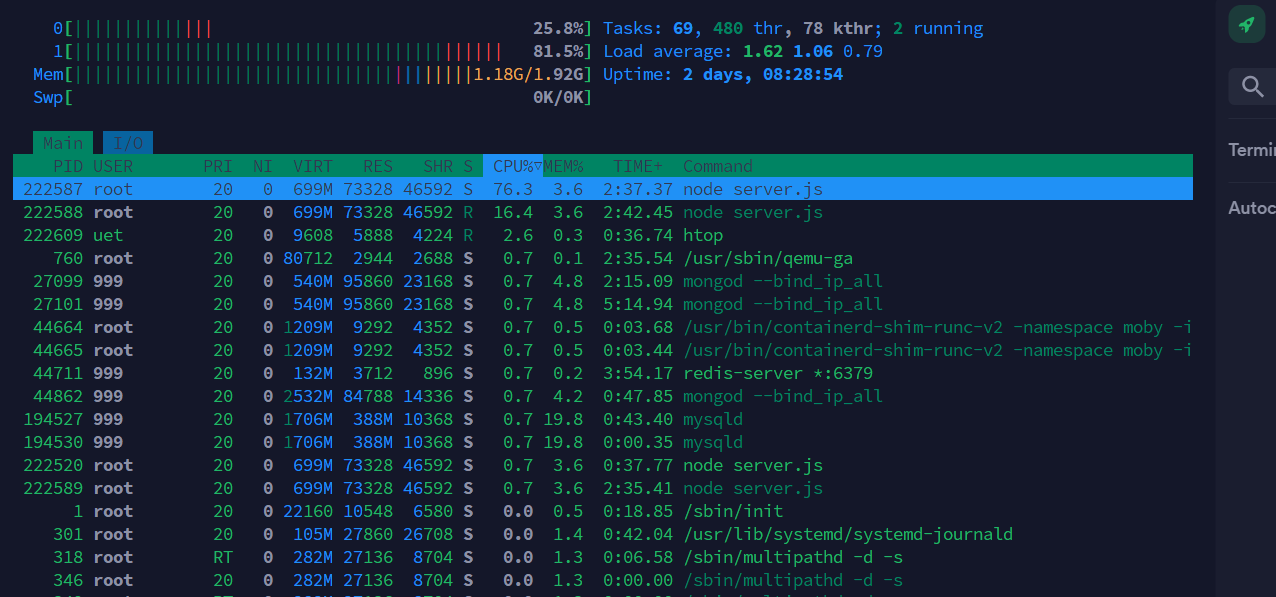 0[|||||||||||||| 25.8%] Tasks: 69, 480 thr, 78 kthr; 2 running
1[||||||||||||||||||||||||||||||||||||||||||| 81.5%] Load average: 1.62 1.06 0.79
Mem[||||||||||||||||||||||||||||||||||||||||1.18G/1.92G] Uptime: 2 days, 08:28:54
Swp[ 0K/0K]
Main I/O
PID USER PRI NI VIRT RES SHR S CPU%▽MEM% TIME+ Command
222587 root 20 0 699M 73328 46592 S 76.3 3.6 2:37.37 node server.js
222588 root 20 0 699M 73328 46592 R 16.4 3.6 2:42.45 node server.js
222609 uet 20 0 9608 5888 4224 R 2.6 0.3 0:36.74 htop
760 root 20 0 80712 2944 2688 S 0.7 0.1 2:35.54 /usr/sbin/qemu-ga
27099 999 20 0 540M 95860 23168 S 0.7 4.8 2:15.09 mongod --bind_ip_all
27101 999 20 0 540M 95860 23168 S 0.7 4.8 5:14.94 mongod --bind_ip_all
44664 root 20 0 1209M 9292 4352 S 0.7 0.5 0:03.68 /usr/bin/containerd-shim-runc-v2 -namespace moby -i
44665 root 20 0 1209M 9292 4352 S 0.7 0.5 0:03.44 /usr/bin/containerd-shim-runc-v2 -namespace moby -i
44711 999 20 0 132M 3712 896 S 0.7 0.2 3:54.17 redis-server *:6379
44862 999 20 0 2532M 84788 14336 S 0.7 4.2 0:47.85 mongod --bind_ip_all
194527 999 20 0 1706M 388M 10368 S 0.7 19.8 0:43.40 mysqld
194530 999 20 0 1706M 388M 10368 S 0.7 19.8 0:00.35 mysqld
222520 root 20 0 699M 73328 46592 S 0.7 3.6 0:37.77 node server.js
222589 root 20 0 699M 73328 46592 S 0.7 3.6 2:35.41 node server.js
1 root 20 0 22160 10548 6580 S 0.0 0.5 0:18.85 /sbin/init
301 root 20 0 105M 27860 26708 S 0.0 1.4 0:42.04 /usr/lib/systemd/systemd-journald
318 root RT 0 282M 27136 8704 S 0.0 1.3 0:06.58 /sbin/multipathd -d -s
346 root 20 0 282M 27136 8704 S 0.0 1.3 0:00.00 /sbin/multipathd -d -s
Termin
Autoc